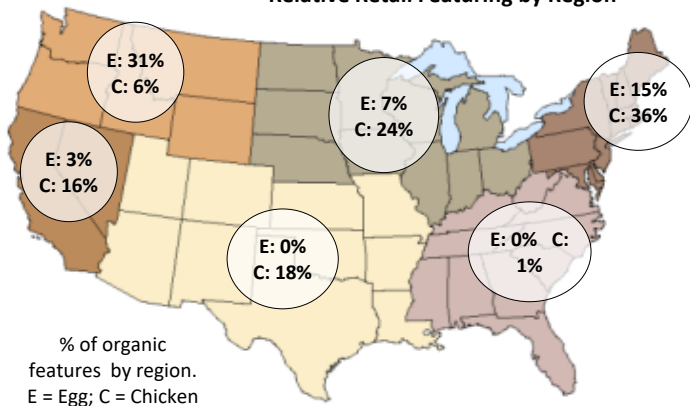 Relative Retail Featuring by Region
E: 31%
C: 6%
E: 7%
C: 24%
E: 15%
C: 36%
E: 3%
C: 16%
E: 0%
C: 18%
E: 0% C:
1%
% of organic
features by region.
E = Egg; C = Chicken